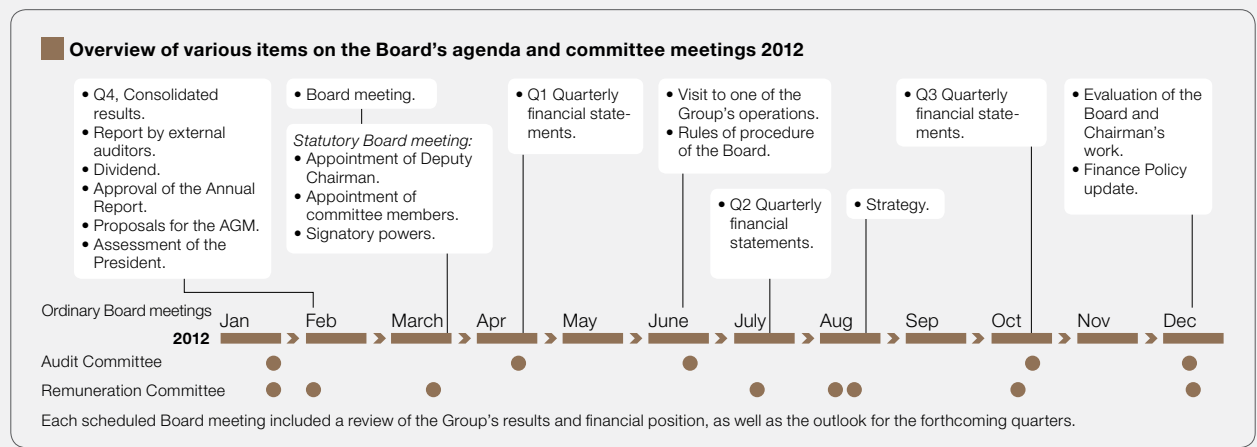 Overview of various items on the Board's agenda and committee meetings 2012
• Q4, Consolidated
results.
• Report by external
auditors.
• Dividend.
• Approval of the Annual
Report.
• Proposals for the AGM.
• Assessment of the
President.
• Board meeting.
Statutory Board meeting:
• Appointment of Deputy
Chairman.
• Appointment of
committee members.
• Signatory powers.
• Q1 Quarterly
financial state-
ments.
• Visit to one of the
Group's operations.
• Rules of procedure
of the Board.
• Q2 Quarterly
financial
statements.
• Strategy.
• Q3 Quarterly
financial state-
ments.
• Evaluation of the
Board and
Chairman's
work.
• Finance Policy
update.
Ordinary Board meetings
Jan Feb March Apr May June July Aug Sep Oct Nov Dec
2012
Audit Committee
Remuneration Committee
Each scheduled Board meeting included a review of the Group's results and financial position, as well as the outlook for the forthcoming quarters.